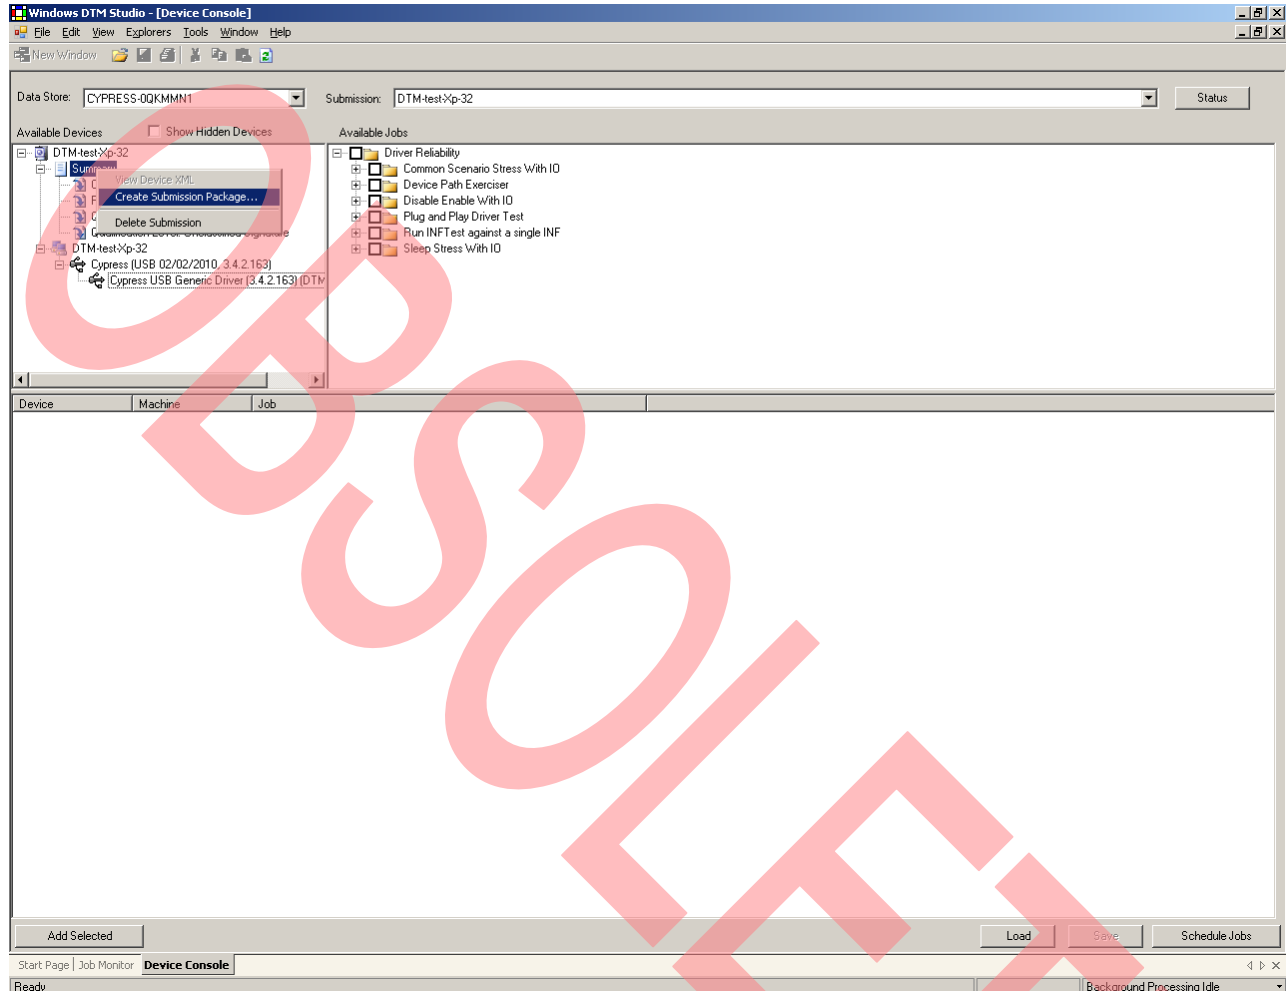 Windows DTM Studio - [Device Console]
File Edit View Explorers Tools Window Help
New Window
Data Store: CYPRESS-0QKMMN1 Submission: DTM-test-Xp-32 Status
Available Devices Show Hidden Devices Available Jobs
DTM-test-Xp-32
Summary
View Device XML
Create Submission Package...
Delete Submission
DTM-test-Xp-32
Cypress (USB 02/02/2010, 3.4.2.163)
Cypress USB Generic Driver (3.4.2.163) (DTM
Driver Reliability
Common Scenario Stress With IO
Device Path Exerciser
Disable Enable With IO
Plug and Play Driver Test
Run INFTest against a single INF
Sleep Stress With IO
Device Machine Job
Add Selected Load Save Schedule Jobs
Start Page Job Monitor Device Console
Ready Background Processing Idle
OBSOLET